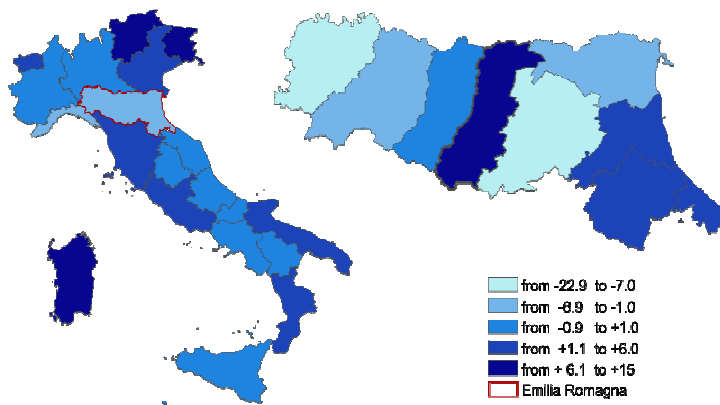 from -22.9 to -7.0
from -6.9 to -1.0
from -0.9 to +1.0
from +1.1 to +6.0
from + 6.1 to +15
Emilia Romagna